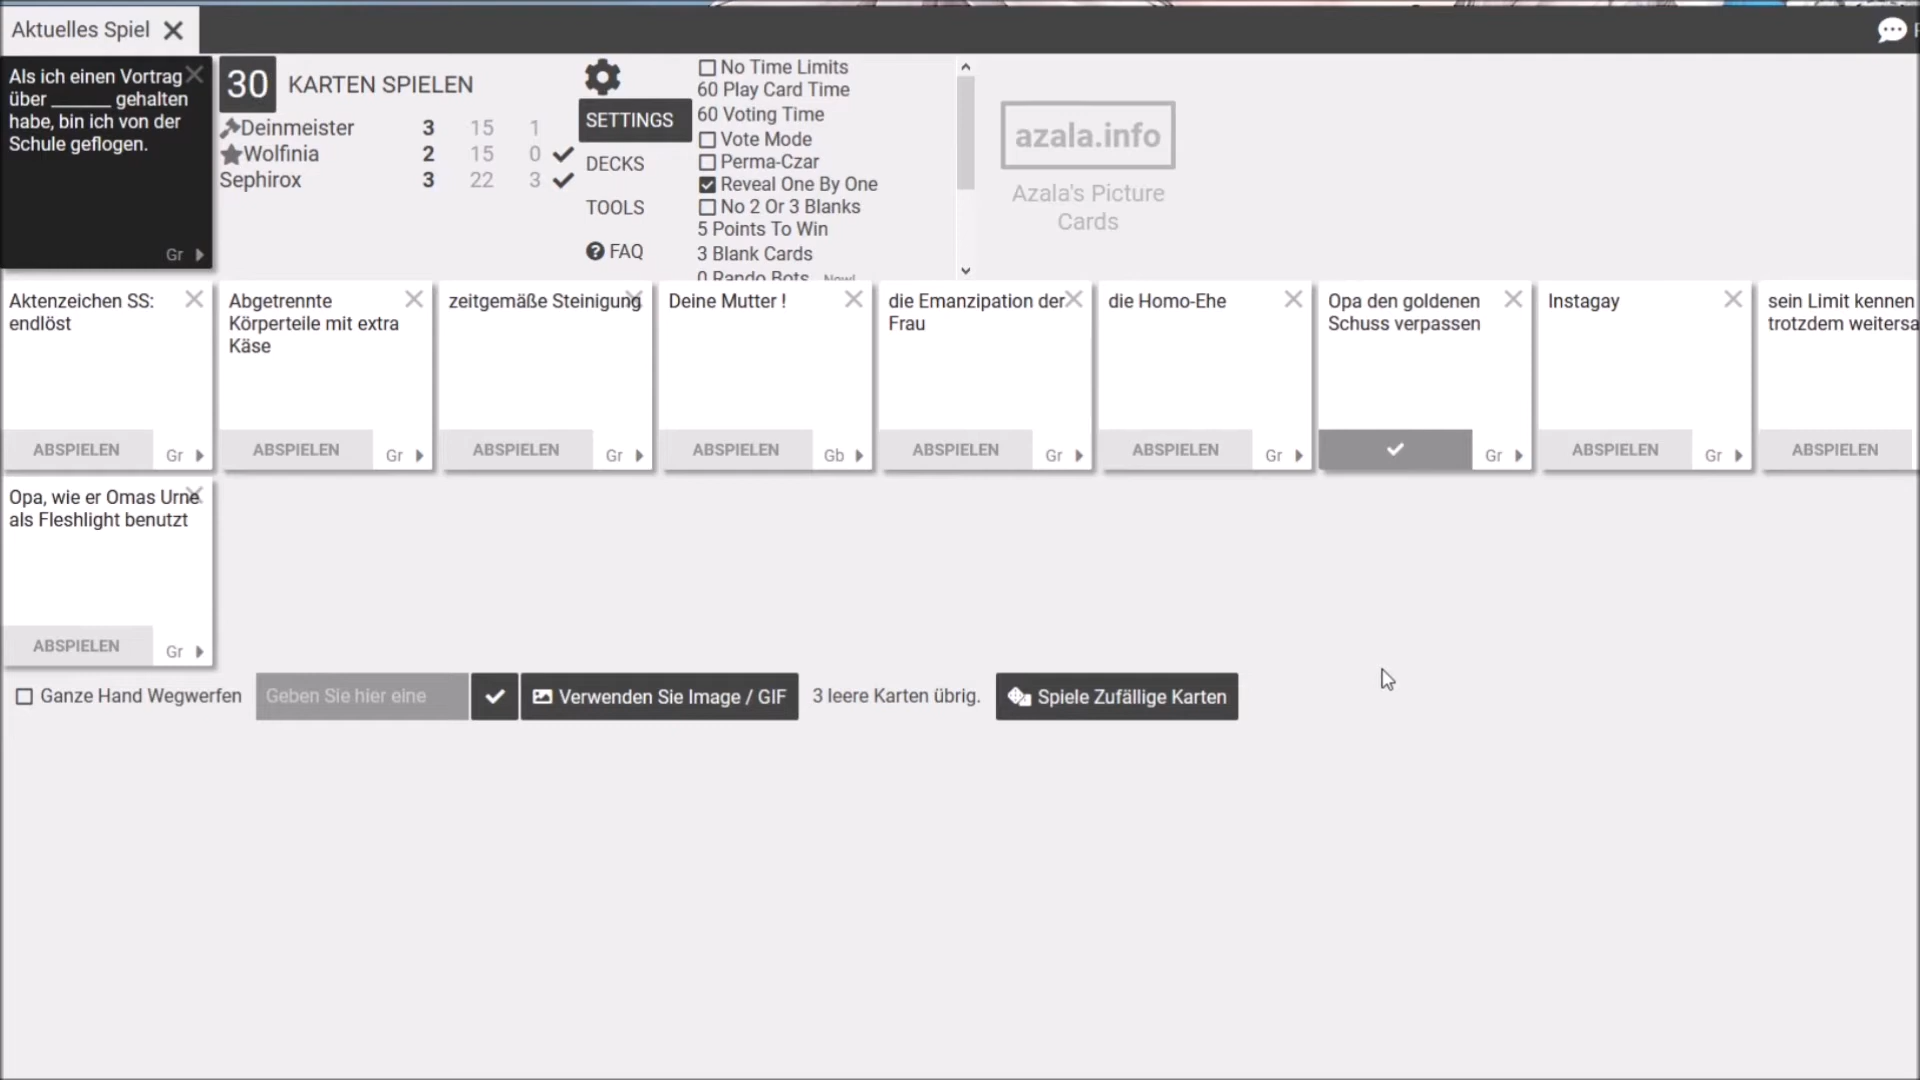 Aktuelles Spiel
Als ich einen Vortrag
über ______ gehalten
habe, bin ich von der
Schule geflogen.
Gr
30 KARTEN SPIELEN
Deinmeister 3 15 1
Wolfinia 2 15 0
Sephirox 3 22 3
SETTINGS
DECKS
TOOLS
FAQ
No Time Limits
60 Play Card Time
60 Voting Time
Vote Mode
Perma-Czar
Reveal One By One
No 2 Or 3 Blanks
5 Points To Win
3 Blank Cards
0 Rando Bots New!
azala.info
Azala's Picture
Cards
Aktenzeichen SS:
endlöst
ABSPIELEN Gr
Abgetrennte
Körperteile mit extra
Käse
ABSPIELEN Gr
zeitgemäße Steinigung
ABSPIELEN Gr
Deine Mutter !
ABSPIELEN Gb
die Emanzipation der
Frau
ABSPIELEN Gr
die Homo-Ehe
ABSPIELEN Gr
Opa den goldenen
Schuss verpassen
Gr
Instagay
ABSPIELEN Gr
sein Limit kennen
trotzdem weitersa
ABSPIELEN
Opa, wie er Omas Urne
als Fleshlight benutzt
ABSPIELEN Gr
Ganze Hand Wegwerfen
Geben Sie hier eine
Verwenden Sie Image / GIF
3 leere Karten übrig.
Spiele Zufällige Karten